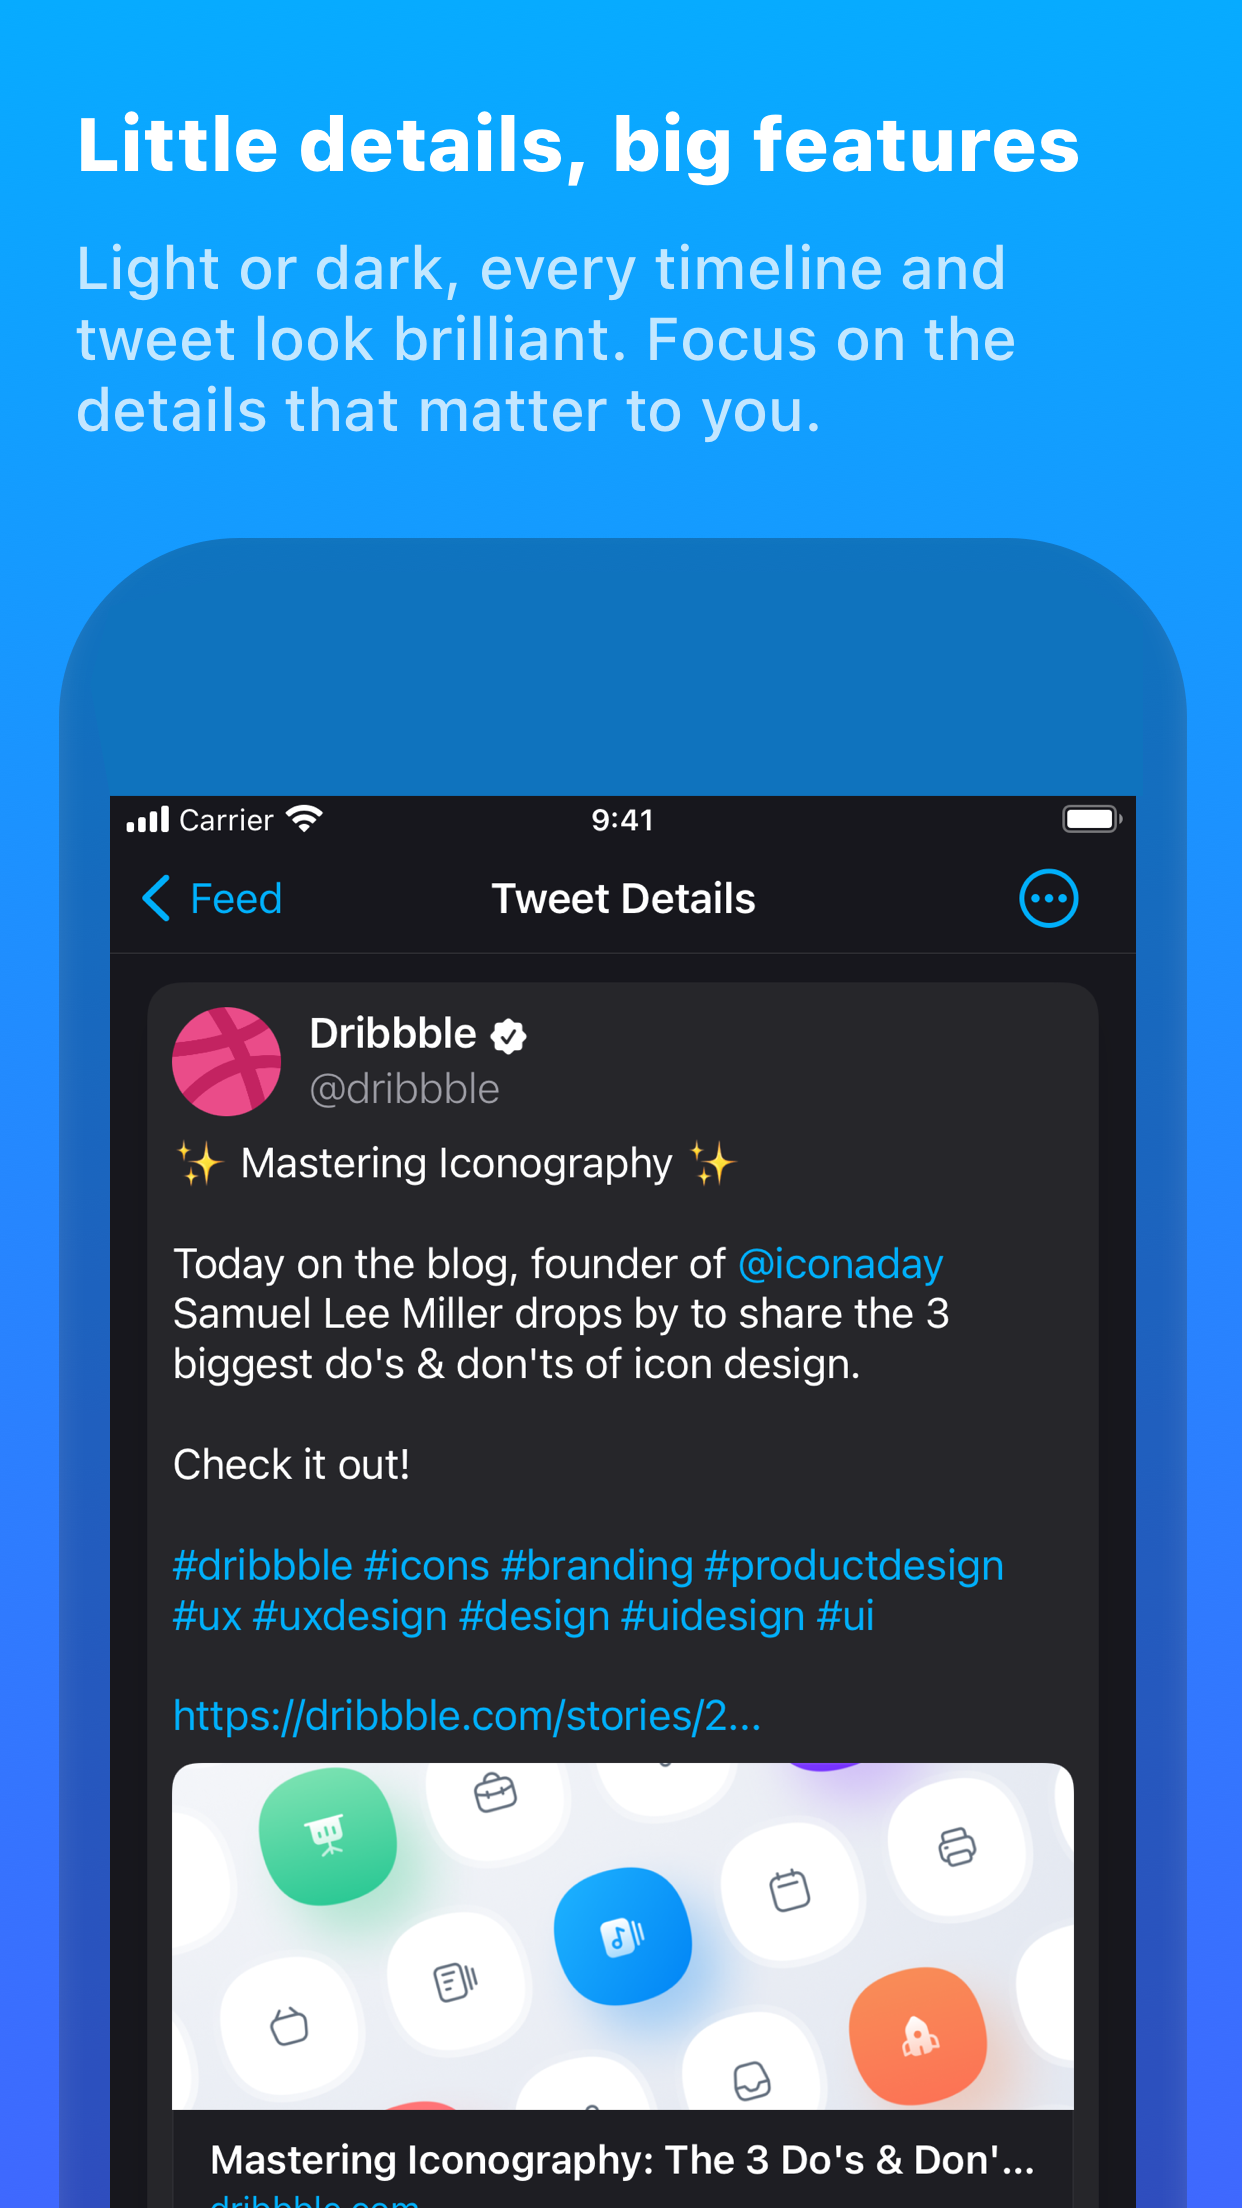 Little details, big features
Light or dark, every timeline and
tweet look brilliant. Focus on the
details that matter to you.
Carrier 9:41
Feed Tweet Details
Dribbble
@dribbble
✨ Mastering Iconography ✨
Today on the blog, founder of @iconaday
Samuel Lee Miller drops by to share the 3
biggest do's & don'ts of icon design.
Check it out!
#dribbble #icons #branding #productdesign
#ux #uxdesign #design #uidesign #ui
https://dribbble.com/stories/2...
Mastering Iconography: The 3 Do's & Don'...
dribbble.com